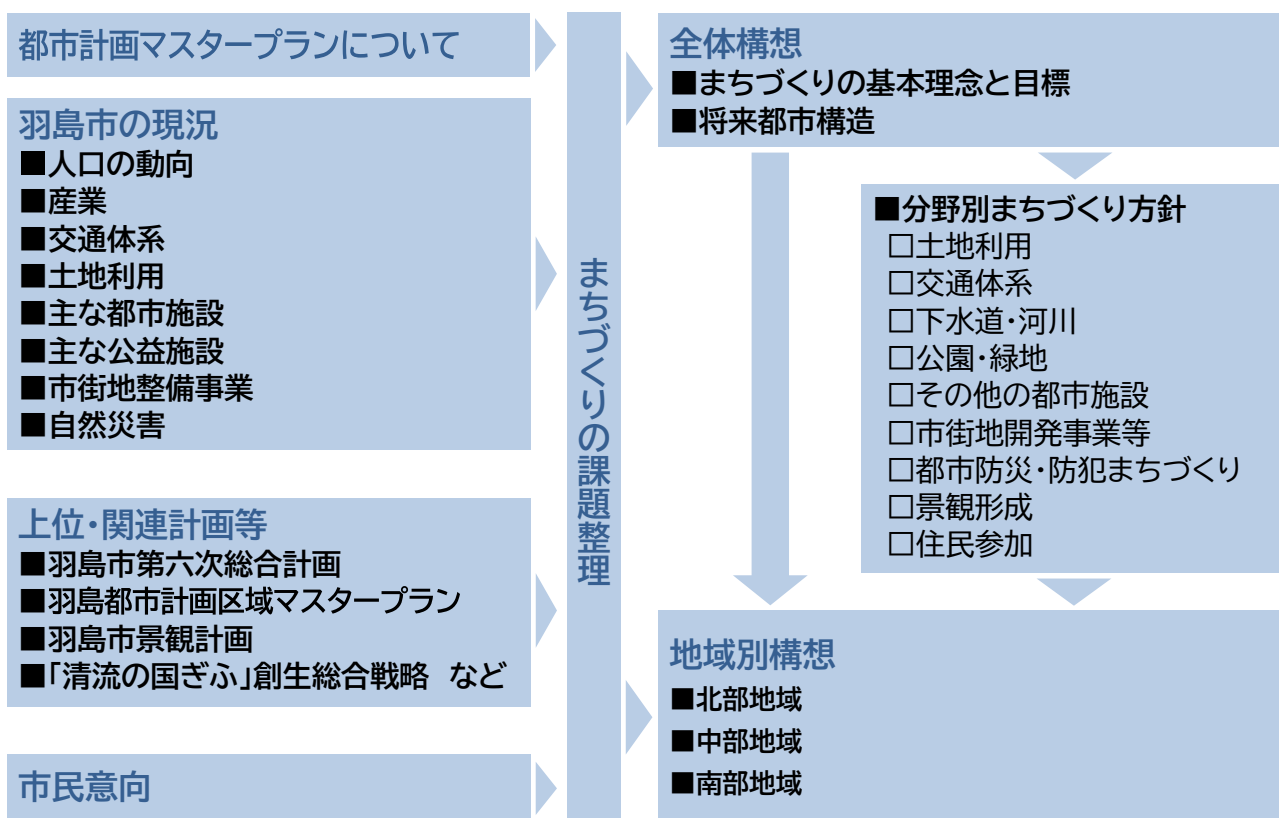 都市計画マスタープランについて
羽島市の現況
■人口の動向
■産業
■交通体系
■土地利用
■主な都市施設
■主な公益施設
■市街地整備事業
■自然災害
上位・関連計画等
■羽島市第六次総合計画
■羽島都市計画区域マスタープラン
■羽島市景観計画
■「清流の国ぎふ」創生総合戦略　など
市民意向
まちづくりの課題整理
全体構想
■まちづくりの基本理念と目標
■将来都市構造
■分野別まちづくり方針
□土地利用
□交通体系
□下水道・河川
□公園・緑地
□その他の都市施設
□市街地開発事業等
□都市防災・防犯まちづくり
□景観形成
□住民参加
地域別構想
■北部地域
■中部地域
■南部地域